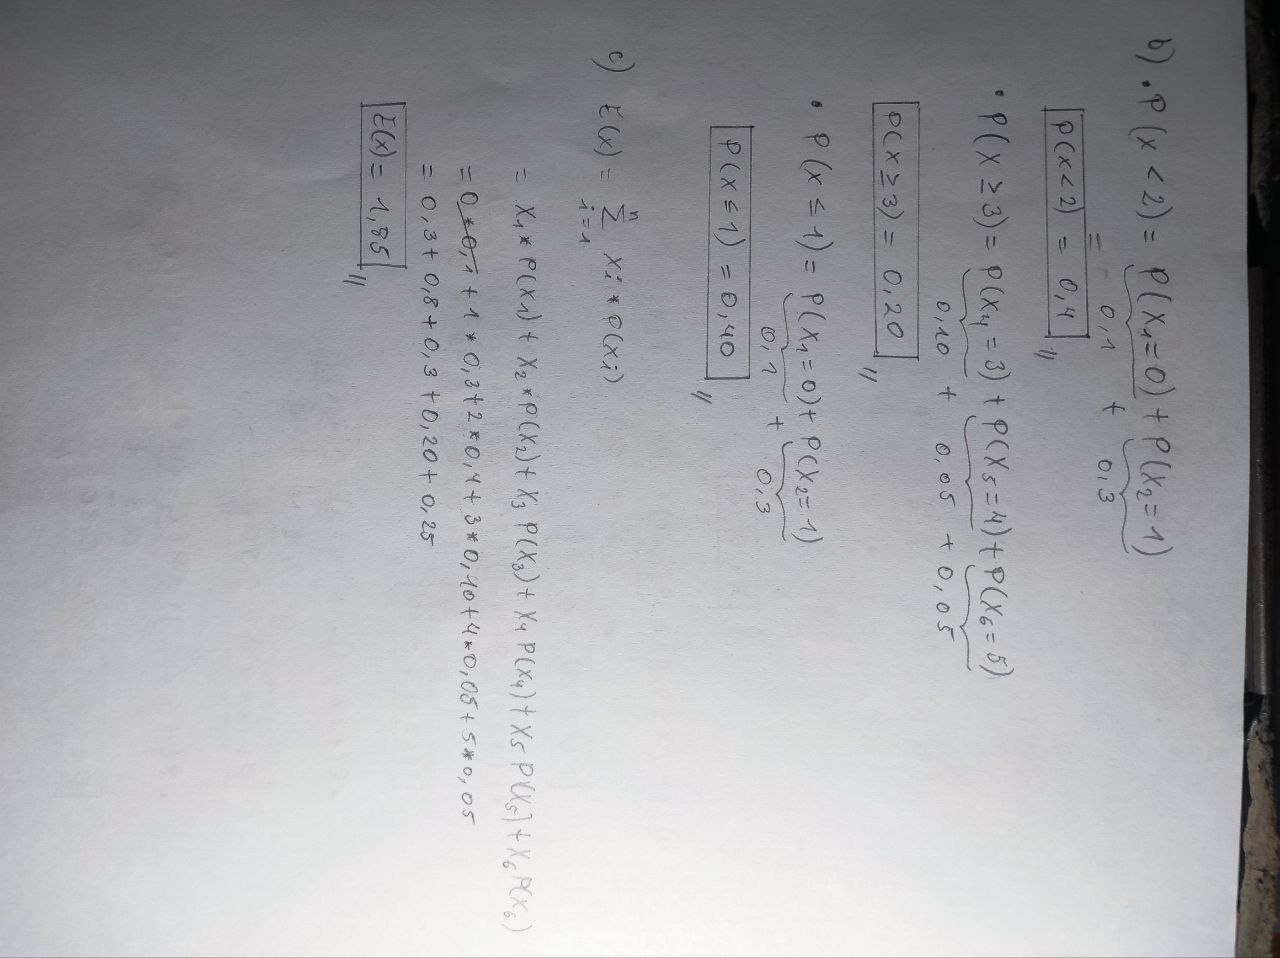 b) • P(x < 2) = P(x₁=0) + P(x₂=1)
= 0,1 + 0,3
P(x<2) = 0,4 //
• P(x ≥ 3) = P(x₄ = 3) + P(x₅=4) + P(x₆=5)
0,10 + 0,05 + 0,05
P(x ≥ 3) = 0,20 //
• P(x ≤ 1) = P(x₁=0) + P(x₂=1)
0,1 + 0,3
P(x ≤ 1) = 0,40 //
c) E(x) = Σ xi * P(xi)
n
i=1
= x₁ * P(x₁) + x₂ * P(x₂) + x₃ P(x₃) + x₄ P(x₄) + x₅ P(x₅) + x₆ P(x₆)
= 0 * 0,1 + 1 * 0,3 + 2 * 0,4 + 3 * 0,10 + 4 * 0,05 + 5 * 0,05
= 0,3 + 0,8 + 0,3 + 0,20 + 0,25
E(x) = 1,85 //